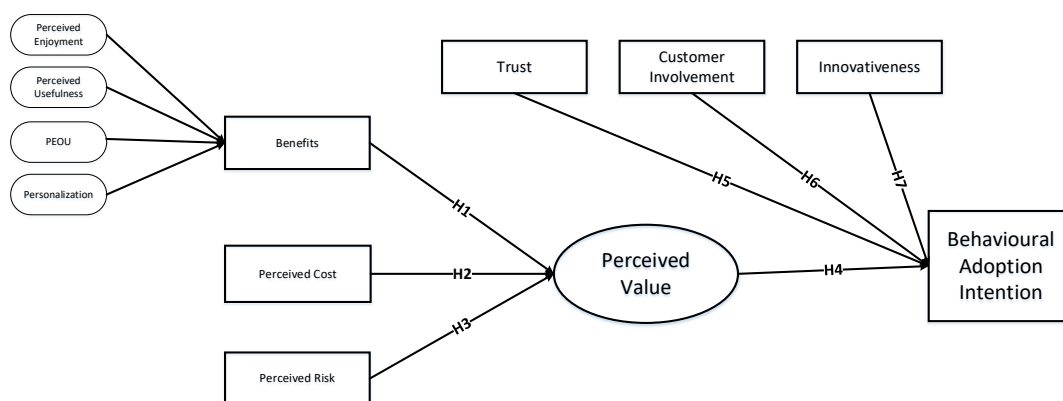 Perceived
Enjoyment
Perceived
Usefulness
PEOU
Personalization
Benefits
Perceived Cost
Perceived Risk
H1
H2
H3
Perceived
Value
Trust
Customer
Involvement
Innovativeness
H5
H6
H7
H4
Behavioural
Adoption
Intention